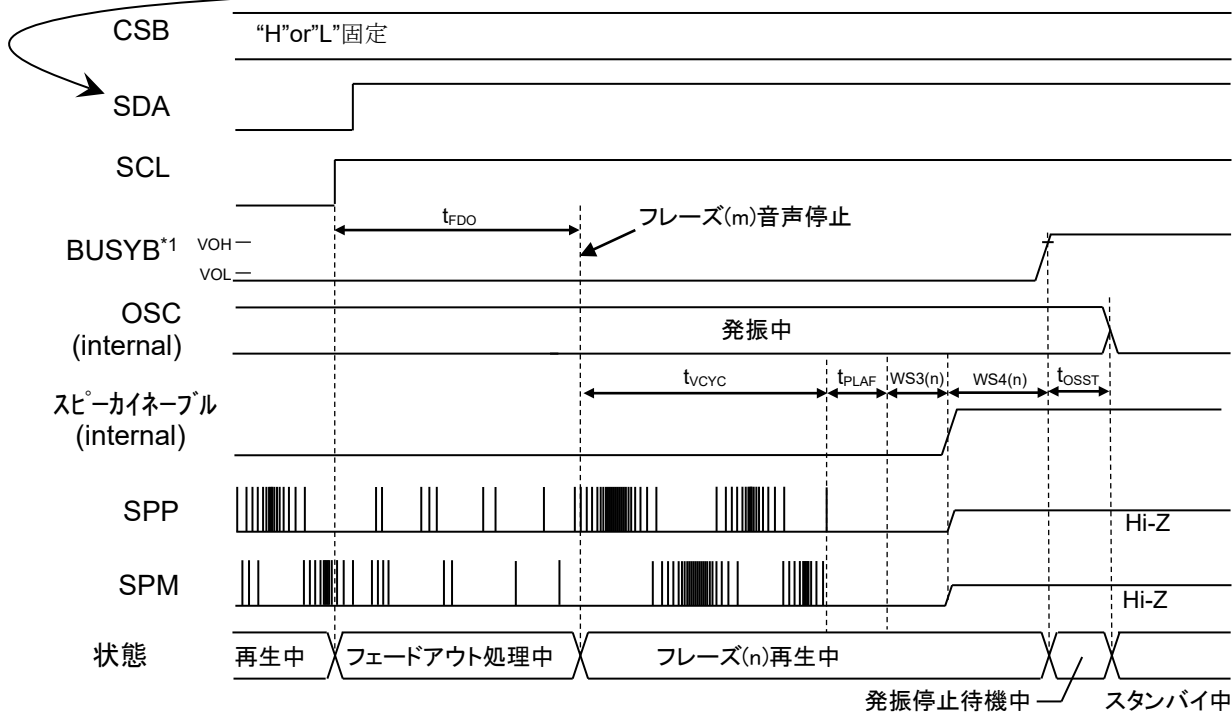 CSB "H"or"L"固定
SDA
SCL
tFDO フレーズ(m)音声停止
BUSYB*1 VOH
VOL
OSC
(internal) 発振中
tVCYC tPLAF WS3(n) WS4(n) tOSST
スピーカイネーブル
(internal)
SPP Hi-Z
SPM Hi-Z
状態 再生中 フェードアウト処理中 フレーズ(n)再生中
発振停止待機中 スタンバイ中